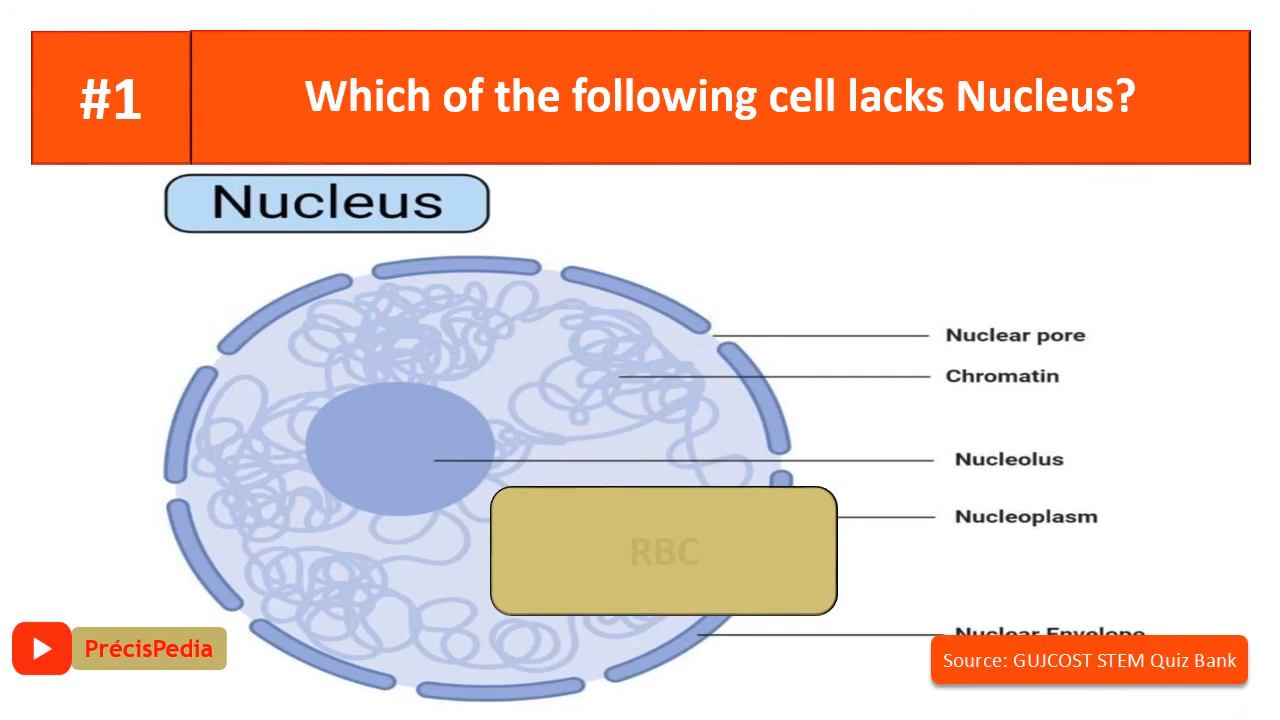 #1
Which of the following cell lacks Nucleus?
Nucleus
Nuclear pore
Chromatin
Nucleolus
Nucleoplasm
RBC
Nuclear Envelope
PrécisPedia
Source: GUJCOST STEM Quiz Bank